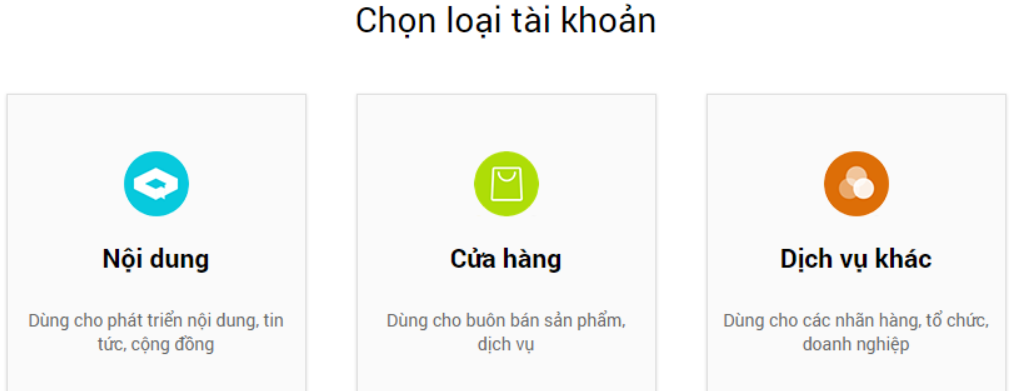 Chọn loại tài khoản
Nội dung
Dùng cho phát triển nội dung, tin
tức, cộng đồng
Cửa hàng
Dùng cho buôn bán sản phẩm,
dịch vụ
Dịch vụ khác
Dùng cho các nhãn hàng, tổ chức,
doanh nghiệp